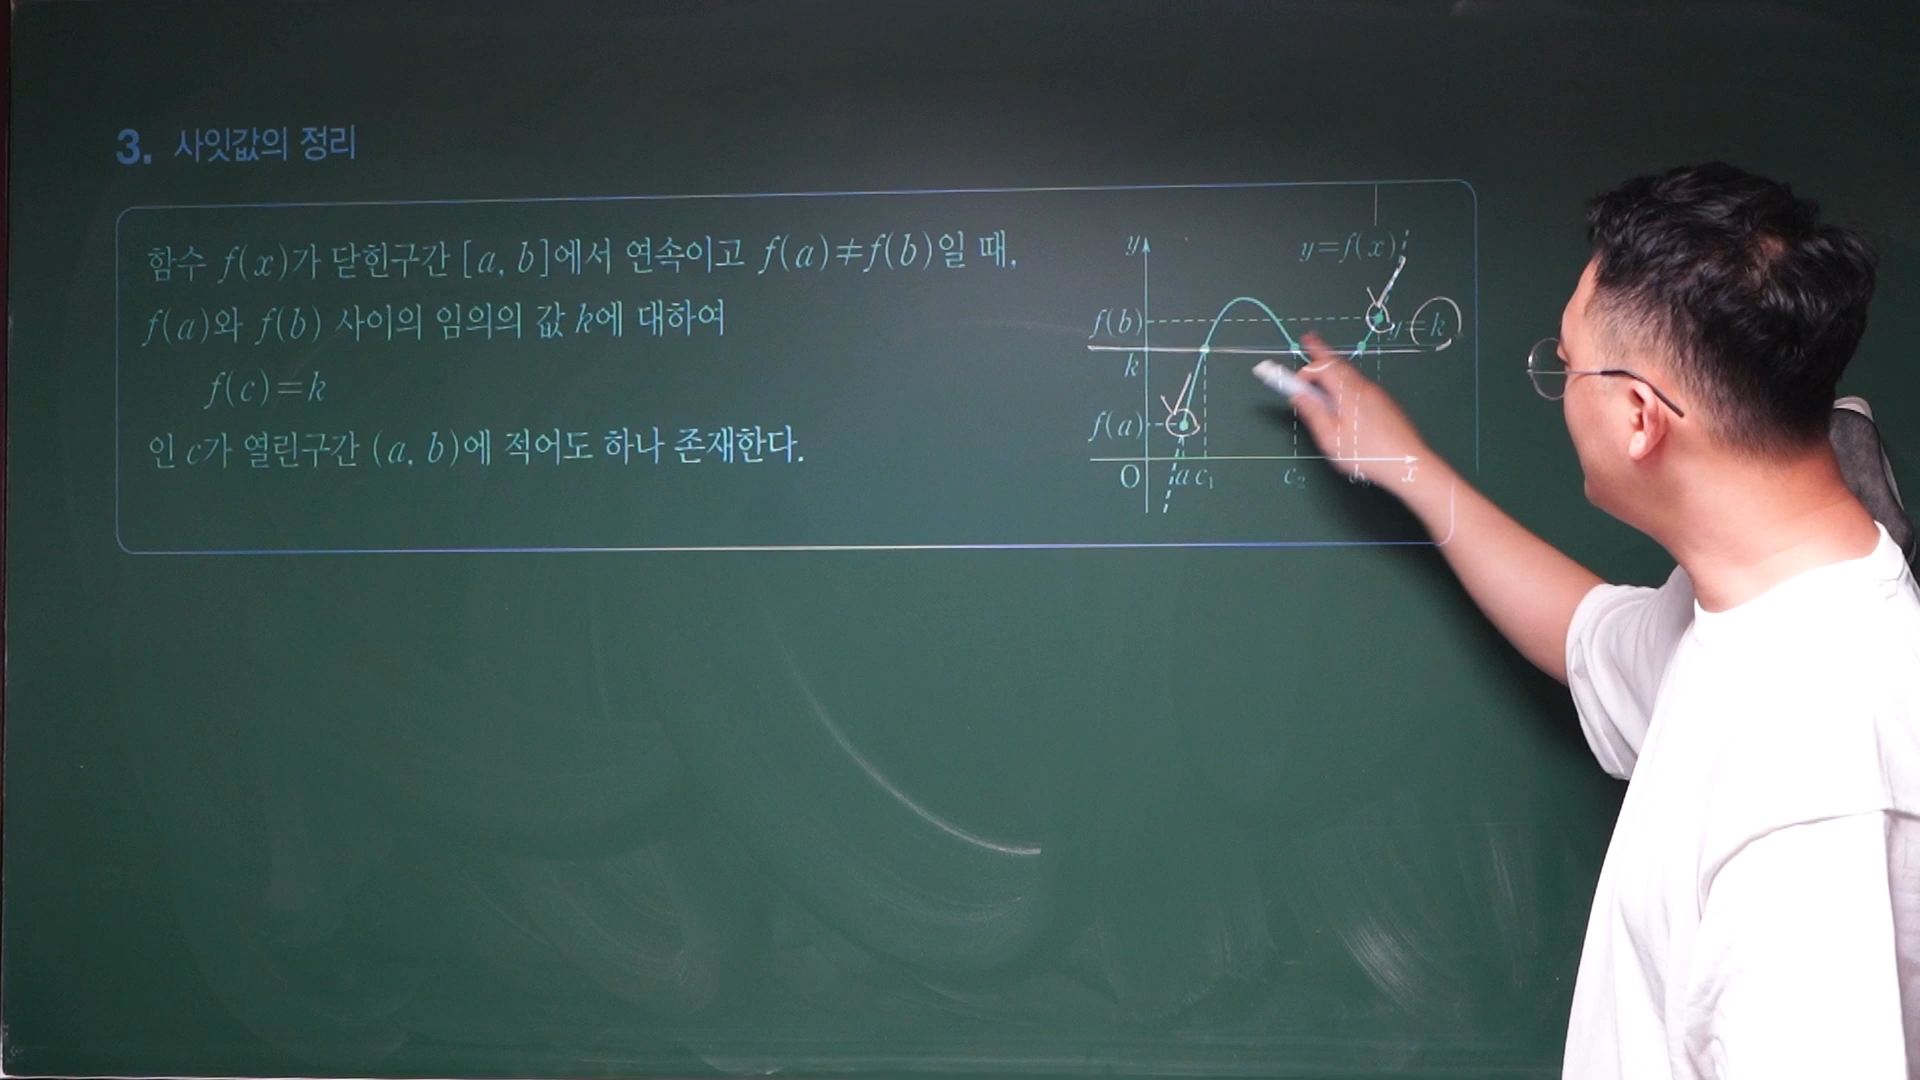 3. 사잇값의 정리
함수 f(x)가 닫힌구간 [a, b]에서 연속이고 f(a)≠f(b)일 때,
f(a)와 f(b) 사이의 임의의 값 k에 대하여
f(c)=k
인 c가 열린구간 (a, b)에 적어도 하나 존재한다.
y
y=f(x)
f(b)
y=k
k
f(a)
O
a
c₁
c₂
x